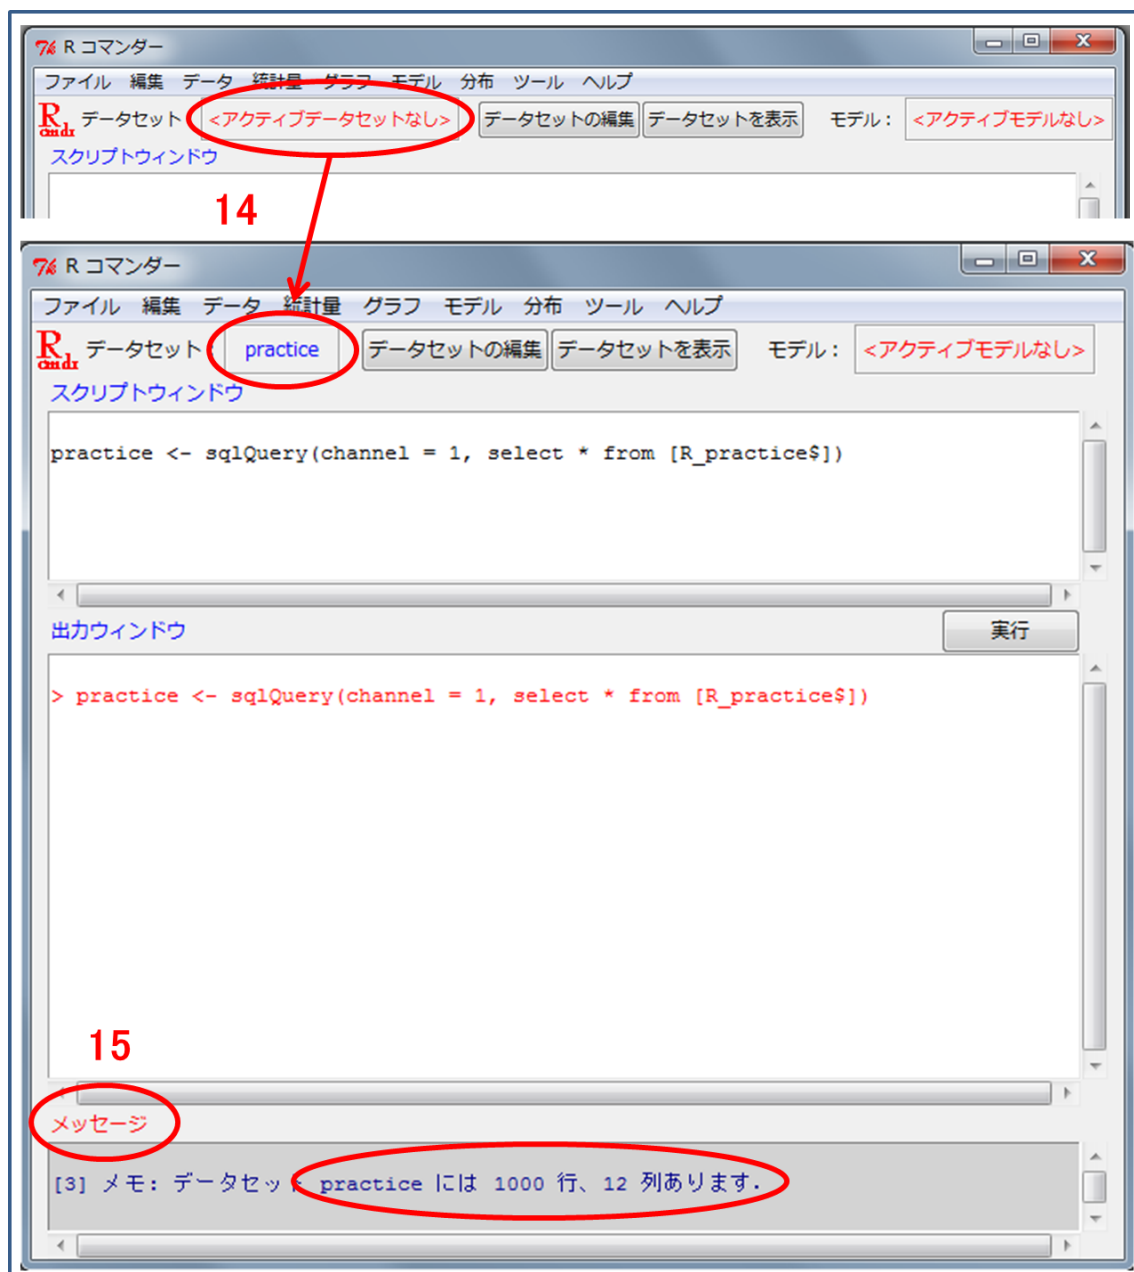 R コマンダー
ファイル 編集 データ 統計量 グラフ モデル 分布 ツール ヘルプ
R cmdr データセット <アクティブデータセットなし> データセットの編集 データセットを表示 モデル： <アクティブモデルなし>
スクリプトウィンドウ
14
R コマンダー
ファイル 編集 データ 統計量 グラフ モデル 分布 ツール ヘルプ
R cmdr データセット： practice データセットの編集 データセットを表示 モデル： <アクティブモデルなし>
スクリプトウィンドウ
practice <- sqlQuery(channel = 1, select * from [R_practice$])
出力ウィンドウ 実行
> practice <- sqlQuery(channel = 1, select * from [R_practice$])
15
メッセージ
[3] メモ: データセット practice には 1000 行、12 列あります.